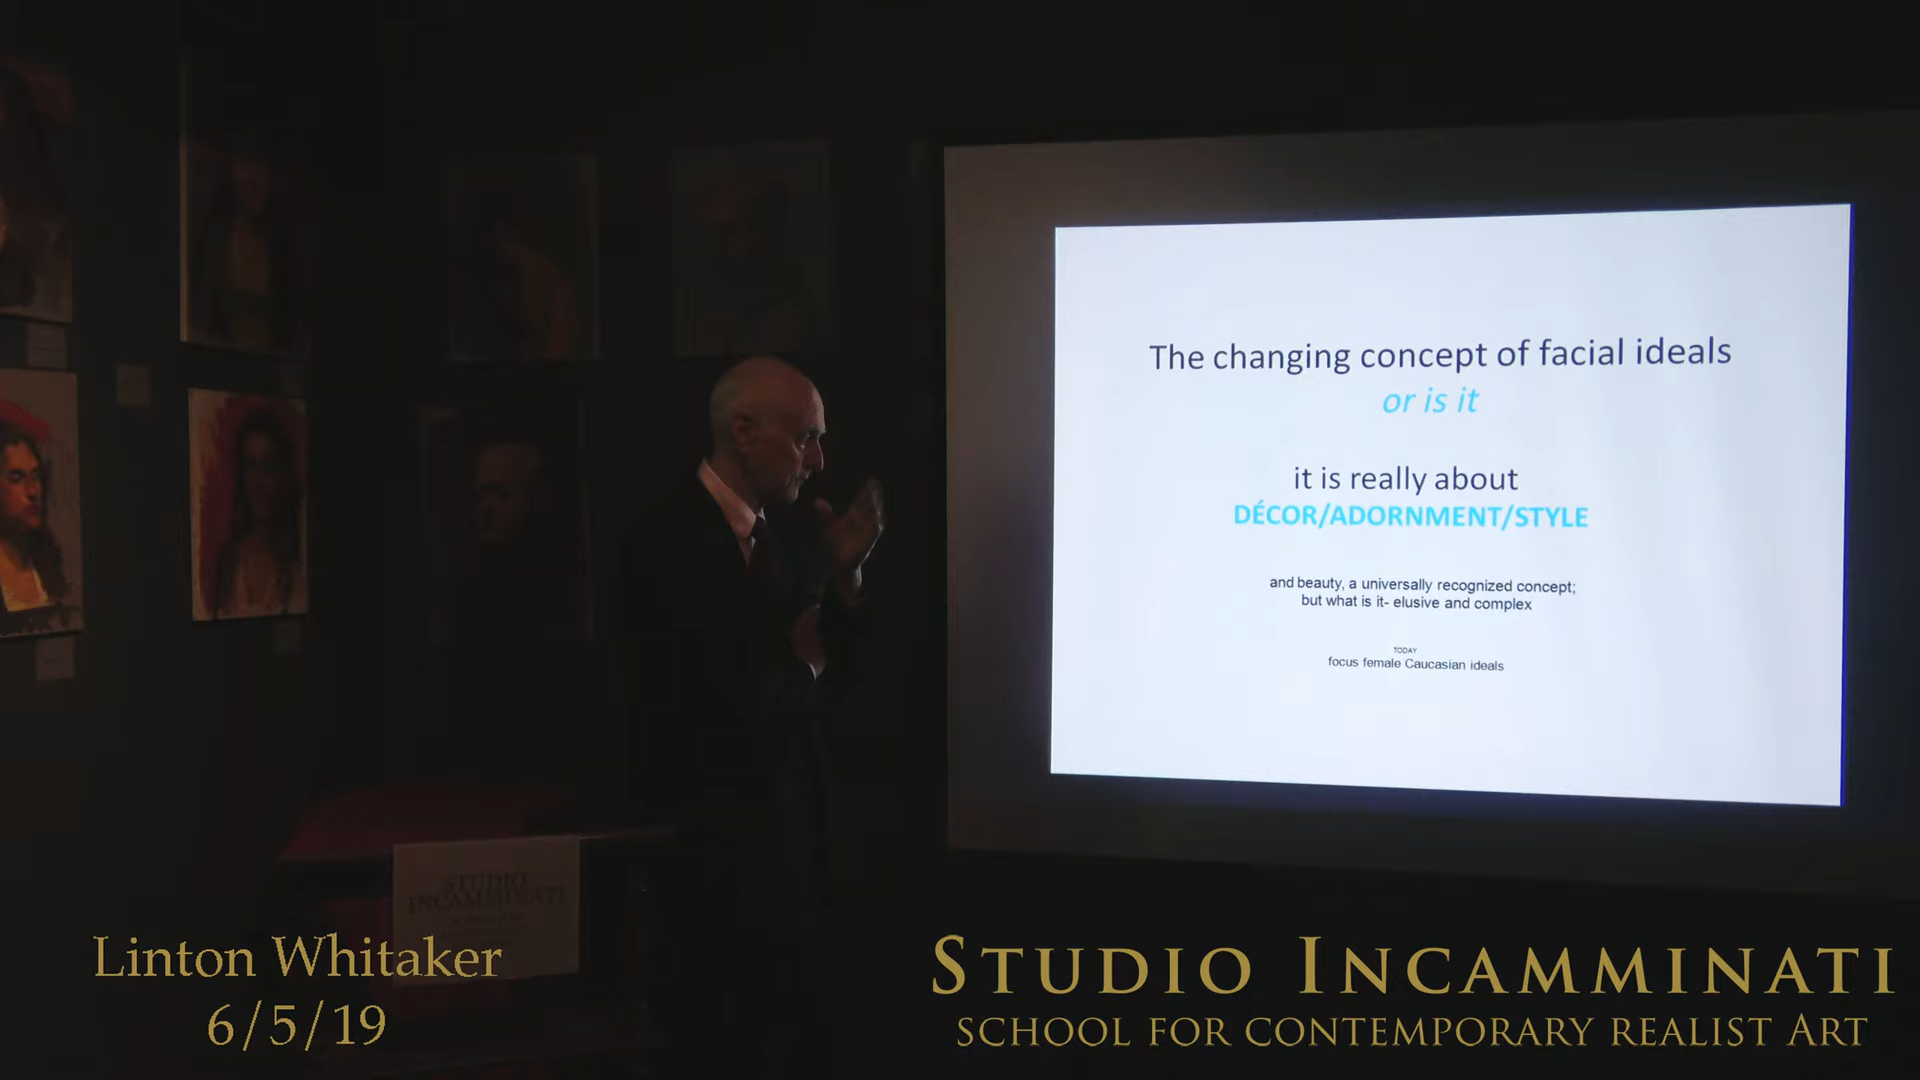 The changing concept of facial ideals
or is it
it is really about
DÉCOR/ADORNMENT/STYLE
and beauty, a universally recognized concept;
but what is it- elusive and complex
TODAY
focus female Caucasian ideals
STUDIO
INCAMMINATI
Linton Whitaker
6/5/19
STUDIO INCAMMINATI
SCHOOL FOR CONTEMPORARY REALIST ART